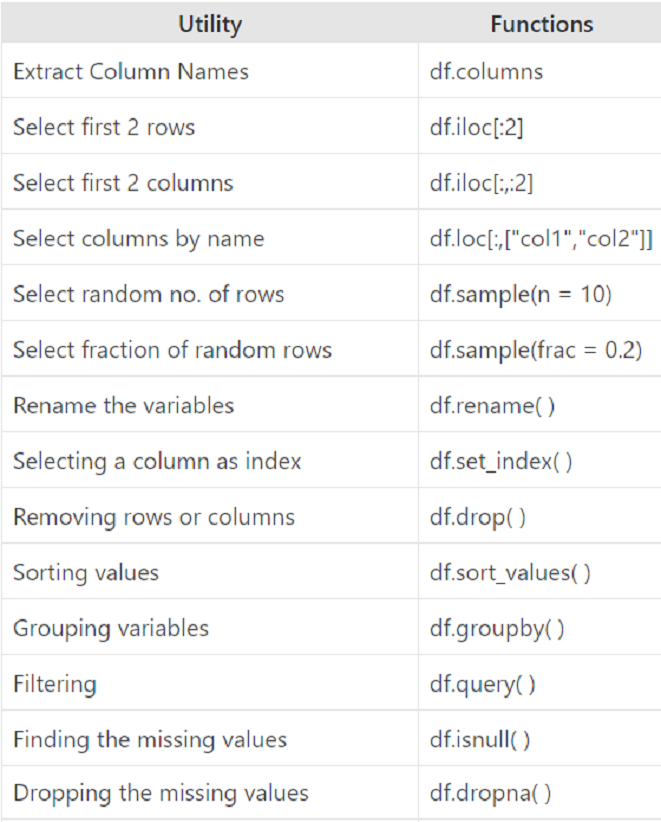 Utility Functions
Extract Column Names df.columns
Select first 2 rows df.iloc[:2]
Select first 2 columns df.iloc[:,:2]
Select columns by name df.loc[:,["col1","col2"]]
Select random no. of rows df.sample(n = 10)
Select fraction of random rows df.sample(frac = 0.2)
Rename the variables df.rename( )
Selecting a column as index df.set_index( )
Removing rows or columns df.drop( )
Sorting values df.sort_values( )
Grouping variables df.groupby( )
Filtering df.query( )
Finding the missing values df.isnull( )
Dropping the missing values df.dropna( )